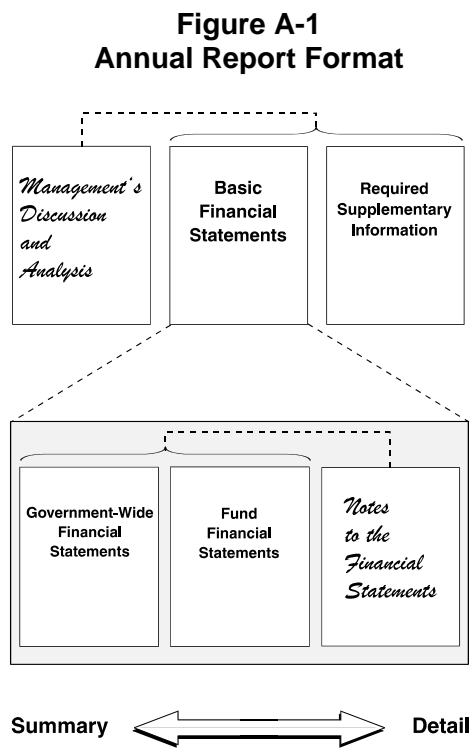 Figure A-1
Annual Report Format
Management's
Discussion
and
Analysis
Basic
Financial
Statements
Required
Supplementary
Information
Government-Wide
Financial
Statements
Fund
Financial
Statements
Notes
to the
Financial
Statements
Summary
Detail